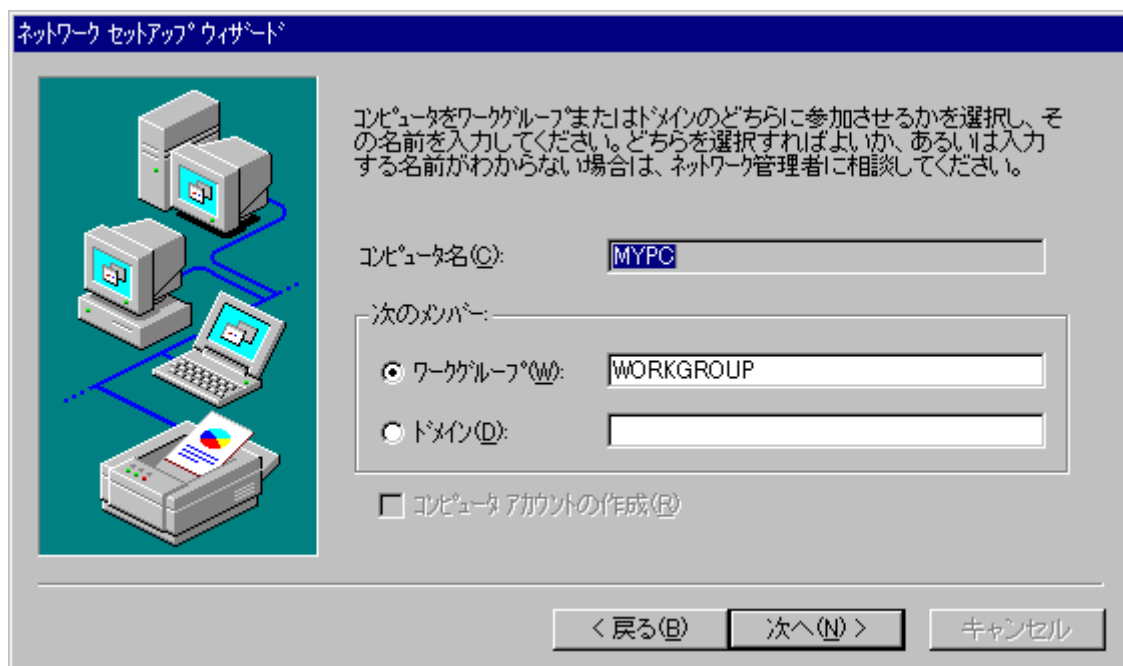 ネットワーク セットアップ ウィザード
コンピュータをワークグループまたはドメインのどちらに参加させるかを選択し、そ
の名前を入力してください。どちらを選択すればよいか、あるいは入力
する名前がわからない場合は、ネットワーク管理者に相談してください。
コンピュータ名(C): MYPC
次のメンバー:
ワークグループ(W): WORKGROUP
ドメイン(D):
コンピュータ アカウントの作成(R)
< 戻る(B) 次へ(N) > キャンセル